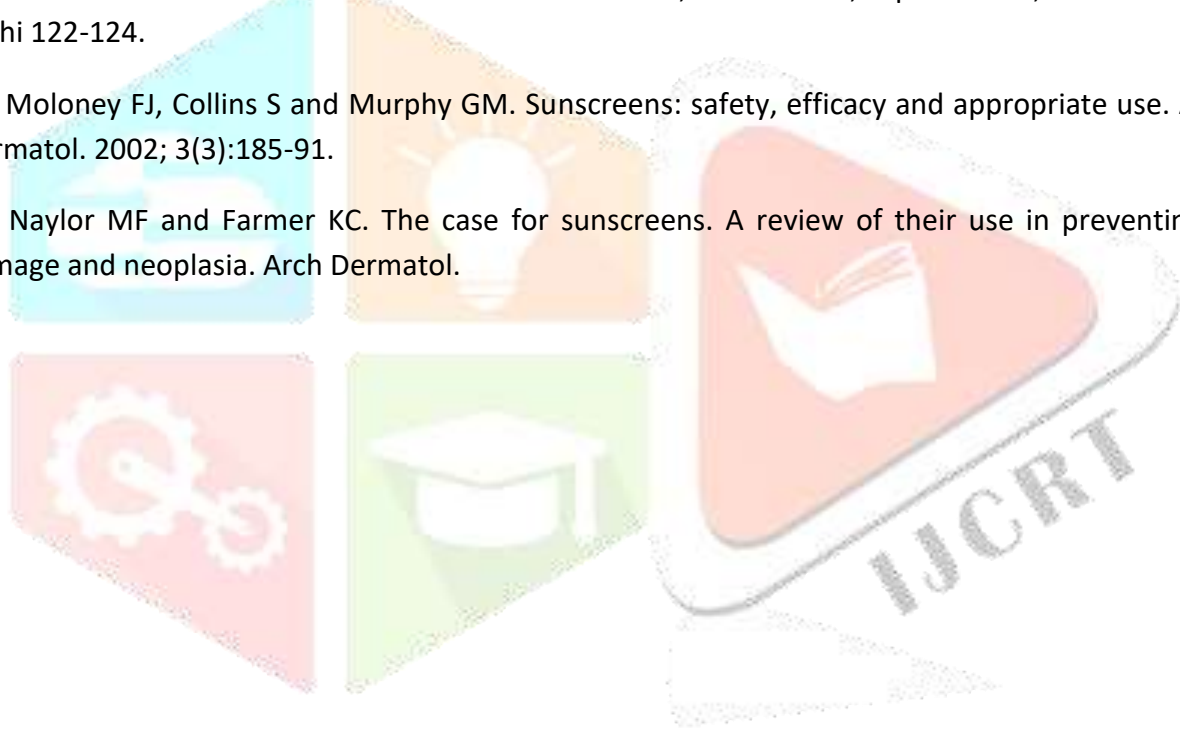 hi 122-124.
Moloney FJ, Collins S and Murphy GM. Sunscreens: safety, efficacy and appropriate use.
rmatol. 2002; 3(3):185-91.
Naylor MF and Farmer KC. The case for sunscreens. A review of their use in preventin
mage and neoplasia. Arch Dermatol.
IJCRT